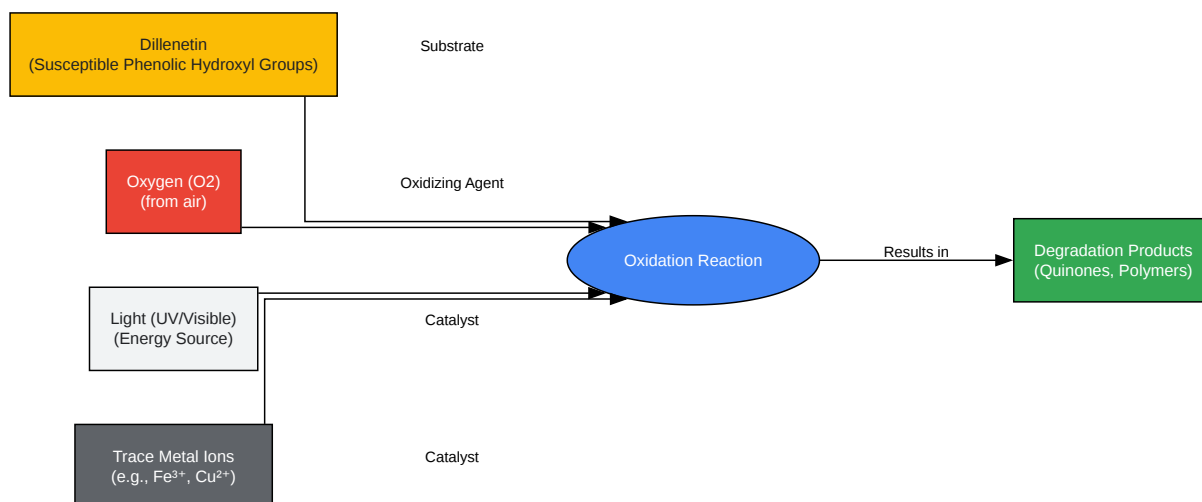 Dillenetin
(Susceptible Phenolic Hydroxyl Groups)
Substrate
Oxygen (O2)
(from air)
Oxidizing Agent
Oxidation Reaction
Results in
Degradation Products
(Quinones, Polymers)
Light (UV/Visible)
(Energy Source)
Catalyst
Trace Metal Ions
(e.g., Fe³⁺, Cu²⁺)
Catalyst